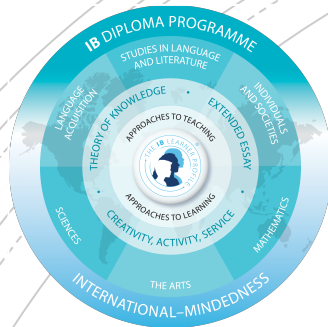 IB DIPLOMA PROGRAMME
STUDIES IN LANGUAGE
AND LITERATURE
LANGUAGE
ACQUISITION
INDIVIDUALS
AND SOCIETIES
THEORY OF KNOWLEDGE
EXTENDED ESSAY
APPROACHES TO TEACHING
THE IB LEARNER PROFILE
APPROACHES TO LEARNING
CREATIVITY, ACTIVITY, SERVICE
SCIENCES
MATHEMATICS
THE ARTS
INTERNATIONAL–MINDEDNESS